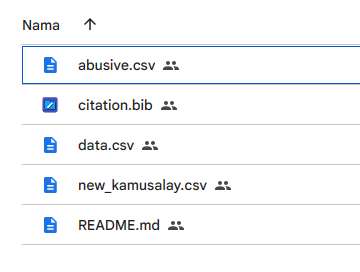 Nama
abusive.csv
citation.bib
data.csv
new_kamusalay.csv
README.md